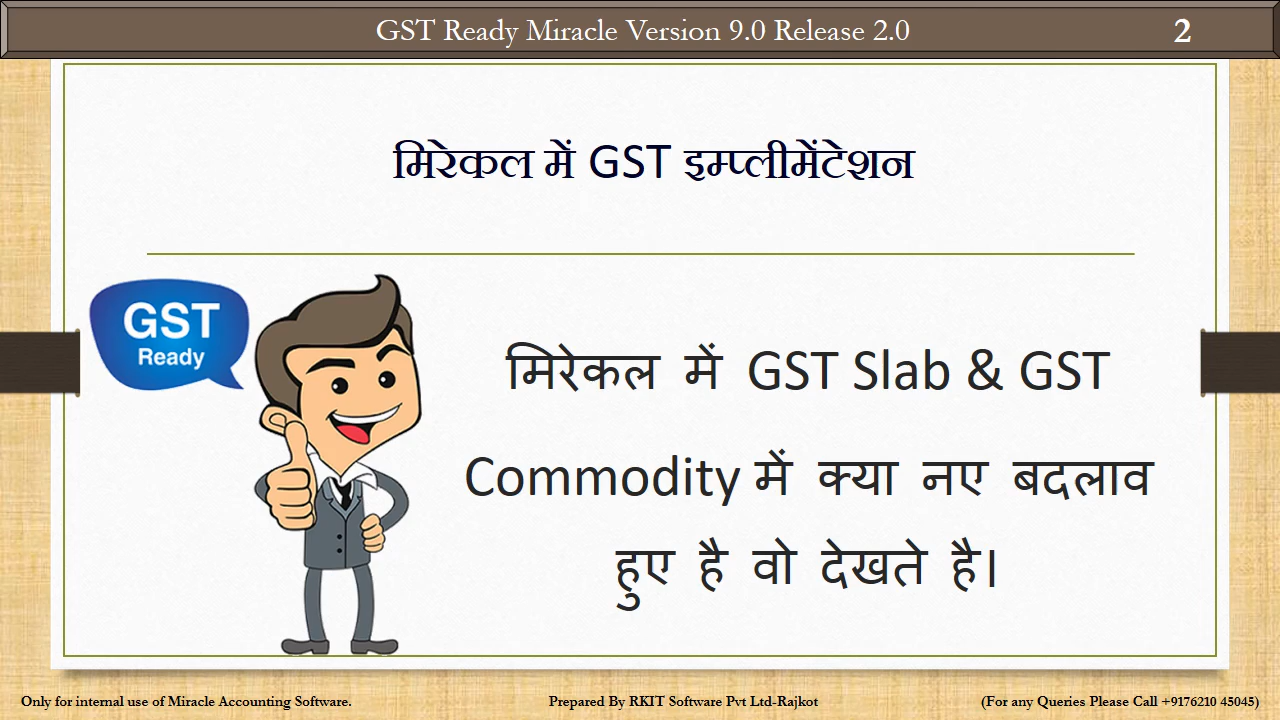 GST Ready Miracle Version 9.0 Release 2.0
2
मिरेकल में GST इम्प्लीमेंटेशन
GST
Ready
मिरेकल में GST Slab & GST
Commodity में क्या नए बदलाव
हुए है वो देखते है।
Only for internal use of Miracle Accounting Software.
Prepared By RKIT Software Pvt Ltd-Rajkot
(For any Queries Please Call +9176210 45045)